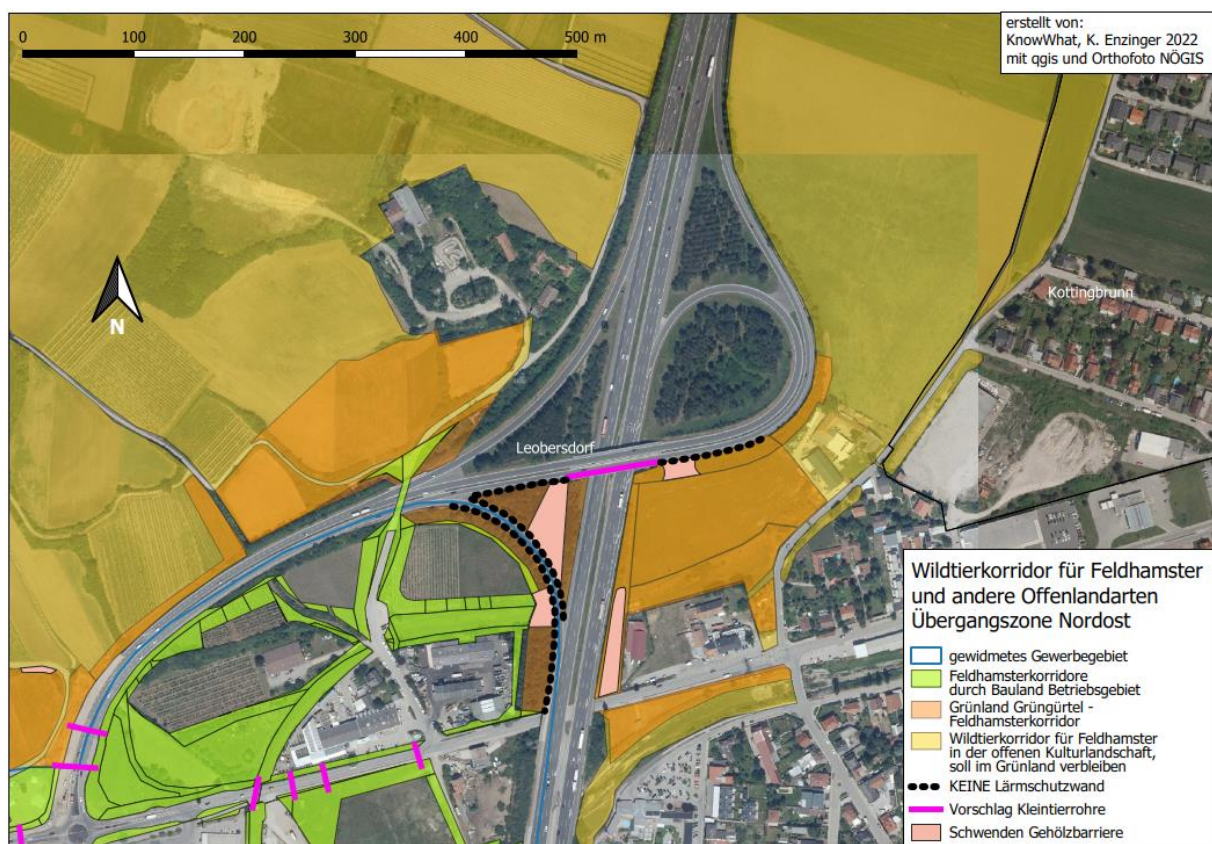 0 100 200 300 400 500 m
erstellt von:
KnowWhat, K. Enzinger 2022
mit qgis und Orthofoto NÖGIS
N
Kottingbrunn
Leobersdorf
Wildtierkorridor für Feldhamster
und andere Offenlandarten
Übergangszone Nordost
gewidmetes Gewerbegebiet
Feldhamsterkorridore
durch Bauland Betriebsgebiet
Grünland Grüngürtel -
Feldhamsterkorridor
Wildtierkorridor für Feldhamster
in der offenen Kulturlandschaft,
soll im Grünland verbleiben
KEINE Lärmschutzwand
Vorschlag Kleintierrohre
Schwenden Gehölzbarriere